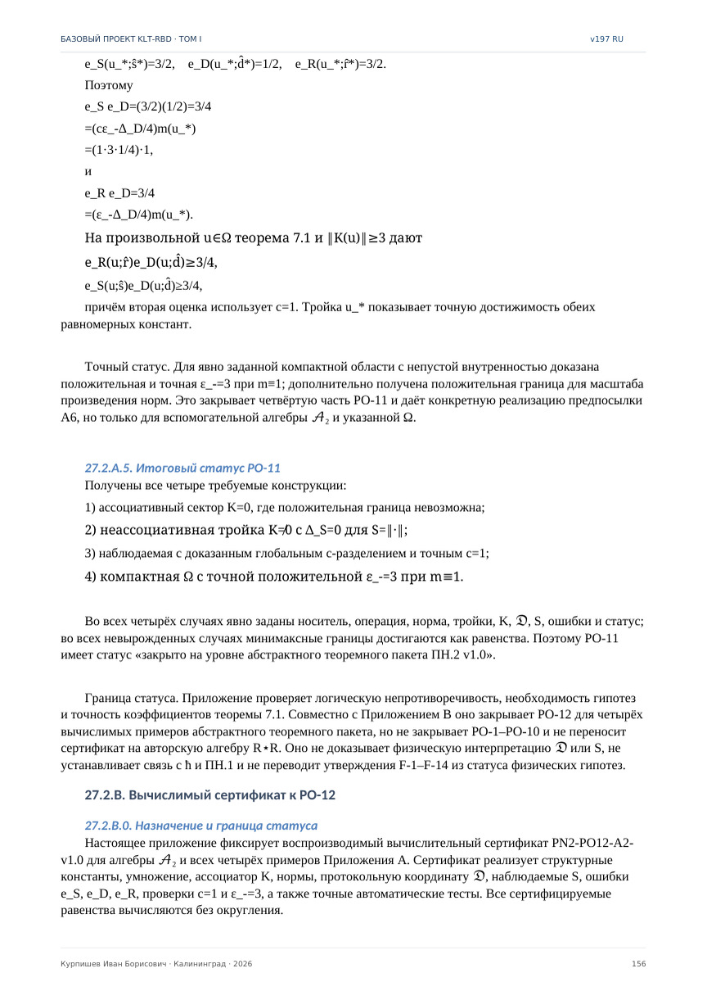 БАЗОВЫЙ ПРОЕКТ KLT-RBD · ТОМ I
v197 RU
e_S(u_*;ŝ*)=3/2, e_D(u_*;d̂*)=1/2, e_R(u_*;r̂*)=3/2.
Поэтому
e_S e_D=(3/2)(1/2)=3/4
=(cε_-Δ_D/4)m(u_*)
=(1·3·1/4)·1,
и
e_R e_D=3/4
=(ε_-Δ_D/4)m(u_*).
На произвольной u∈Ω теорема 7.1 и ‖K(u)‖≥3 дают
e_R(u;r̂)e_D(u;d̂)≥3/4,
e_S(u;ŝ)e_D(u;d̂)≥3/4,
причём вторая оценка использует c=1. Тройка u_* показывает точную достижимость обеих
равномерных констант.
Точный статус. Для явно заданной компактной области с непустой внутренностью доказана
положительная и точная ε_-=3 при m≡1; дополнительно получена положительная граница для масштаба
произведения норм. Это закрывает четвёртую часть PO-11 и даёт конкретную реализацию предпосылки
A6, но только для вспомогательной алгебры 𝒜₂ и указанной Ω.
27.2.A.5. Итоговый статус PO-11
Получены все четыре требуемые конструкции:
1) ассоциативный сектор K=0, где положительная граница невозможна;
2) неассоциативная тройка K≠0 с Δ_S=0 для S=‖·‖;
3) наблюдаемая с доказанным глобальным c-разделением и точным c=1;
4) компактная Ω с точной положительной ε_-=3 при m≡1.
Во всех четырёх случаях явно заданы носитель, операция, норма, тройки, K, 𝔇, S, ошибки и статус;
во всех невырожденных случаях минимаксные границы достигаются как равенства. Поэтому PO-11
имеет статус «закрыто на уровне абстрактного теоремного пакета ПН.2 v1.0».
Граница статуса. Приложение проверяет логическую непротиворечивость, необходимость гипотез
и точность коэффициентов теоремы 7.1. Совместно с Приложением B оно закрывает PO-12 для четырёх
вычислимых примеров абстрактного теоремного пакета, но не закрывает PO-1–PO-10 и не переносит
сертификат на авторскую алгебру R⋆R. Оно не доказывает физическую интерпретацию 𝔇 или S, не
устанавливает связь с ħ и ПН.1 и не переводит утверждения F-1–F-14 из статуса физических гипотез.
27.2.B. Вычислимый сертификат к PO-12
27.2.B.0. Назначение и граница статуса
Настоящее приложение фиксирует воспроизводимый вычислительный сертификат PN2-PO12-A2-
v1.0 для алгебры 𝒜₂ и всех четырёх примеров Приложения A. Сертификат реализует структурные
константы, умножение, ассоциатор K, нормы, протокольную координату 𝔇, наблюдаемые S, ошибки
e_S, e_D, e_R, проверки c=1 и ε_-=3, а также точные автоматические тесты. Все сертифицируемые
равенства вычисляются без округления.
Курпишев Иван Борисович · Калининград · 2026
156